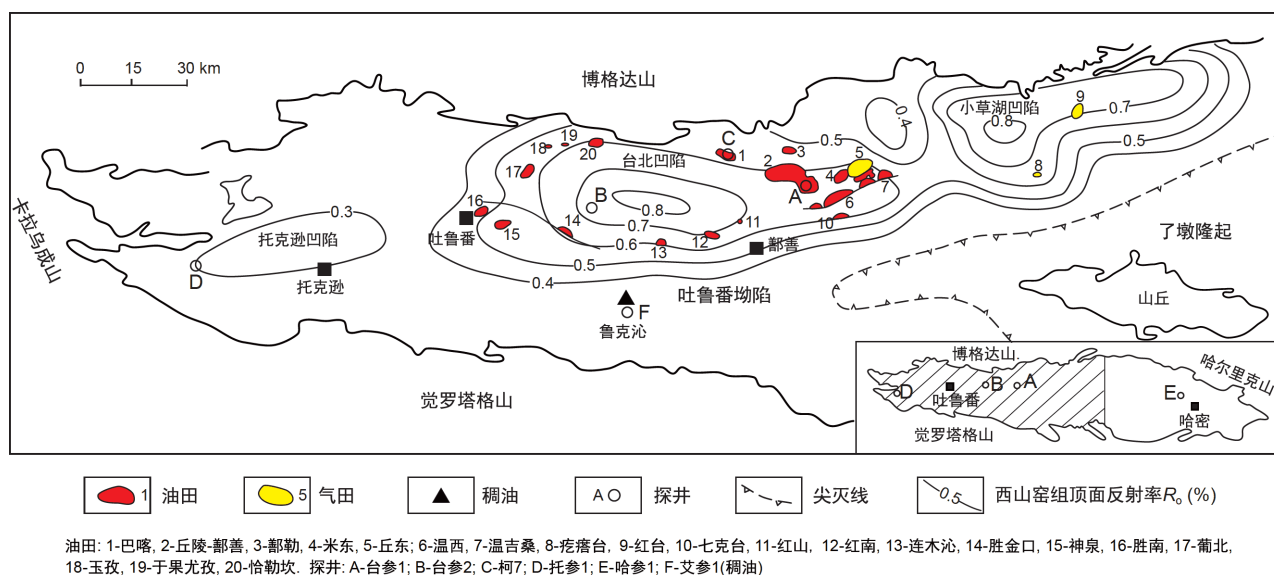 0 15 30 km
博格达山
小草湖凹陷
9
0.7
0.8
0.5
8
0.4
0.5
C
1
3
2
5
4
A
7
6
10
18
19
20
17
台北凹陷
B
0.8
0.7
11
16
吐鲁番
15
14
0.6
13
12
鄯善
0.5
0.4
卡拉乌成山
0.3
托克逊凹陷
D
托克逊
吐鲁番坳陷
F
鲁克沁
了墩隆起
山丘
觉罗塔格山
博格达山.
哈尔里克山
D
吐鲁番
B
A
E
哈密
觉罗塔格山
1 油田
5 气田
稠油
A 探井
尖灭线
0.5 西山窑组顶面反射率Ro (%)
油田: 1-巴喀, 2-丘陵-鄯善, 3-鄯勒, 4-米东, 5-丘东; 6-温西, 7-温吉桑, 8-疙瘩台, 9-红台, 10-七克台, 11-红山, 12-红南, 13-连木沁, 14-胜金口, 15-神泉, 16-胜南, 17-葡北,
18-玉孜, 19-于果尤孜, 20-恰勒坎. 探井: A-台参1; B-台参2; C-柯7; D-托参1; E-哈参1; F-艾参1(稠油)